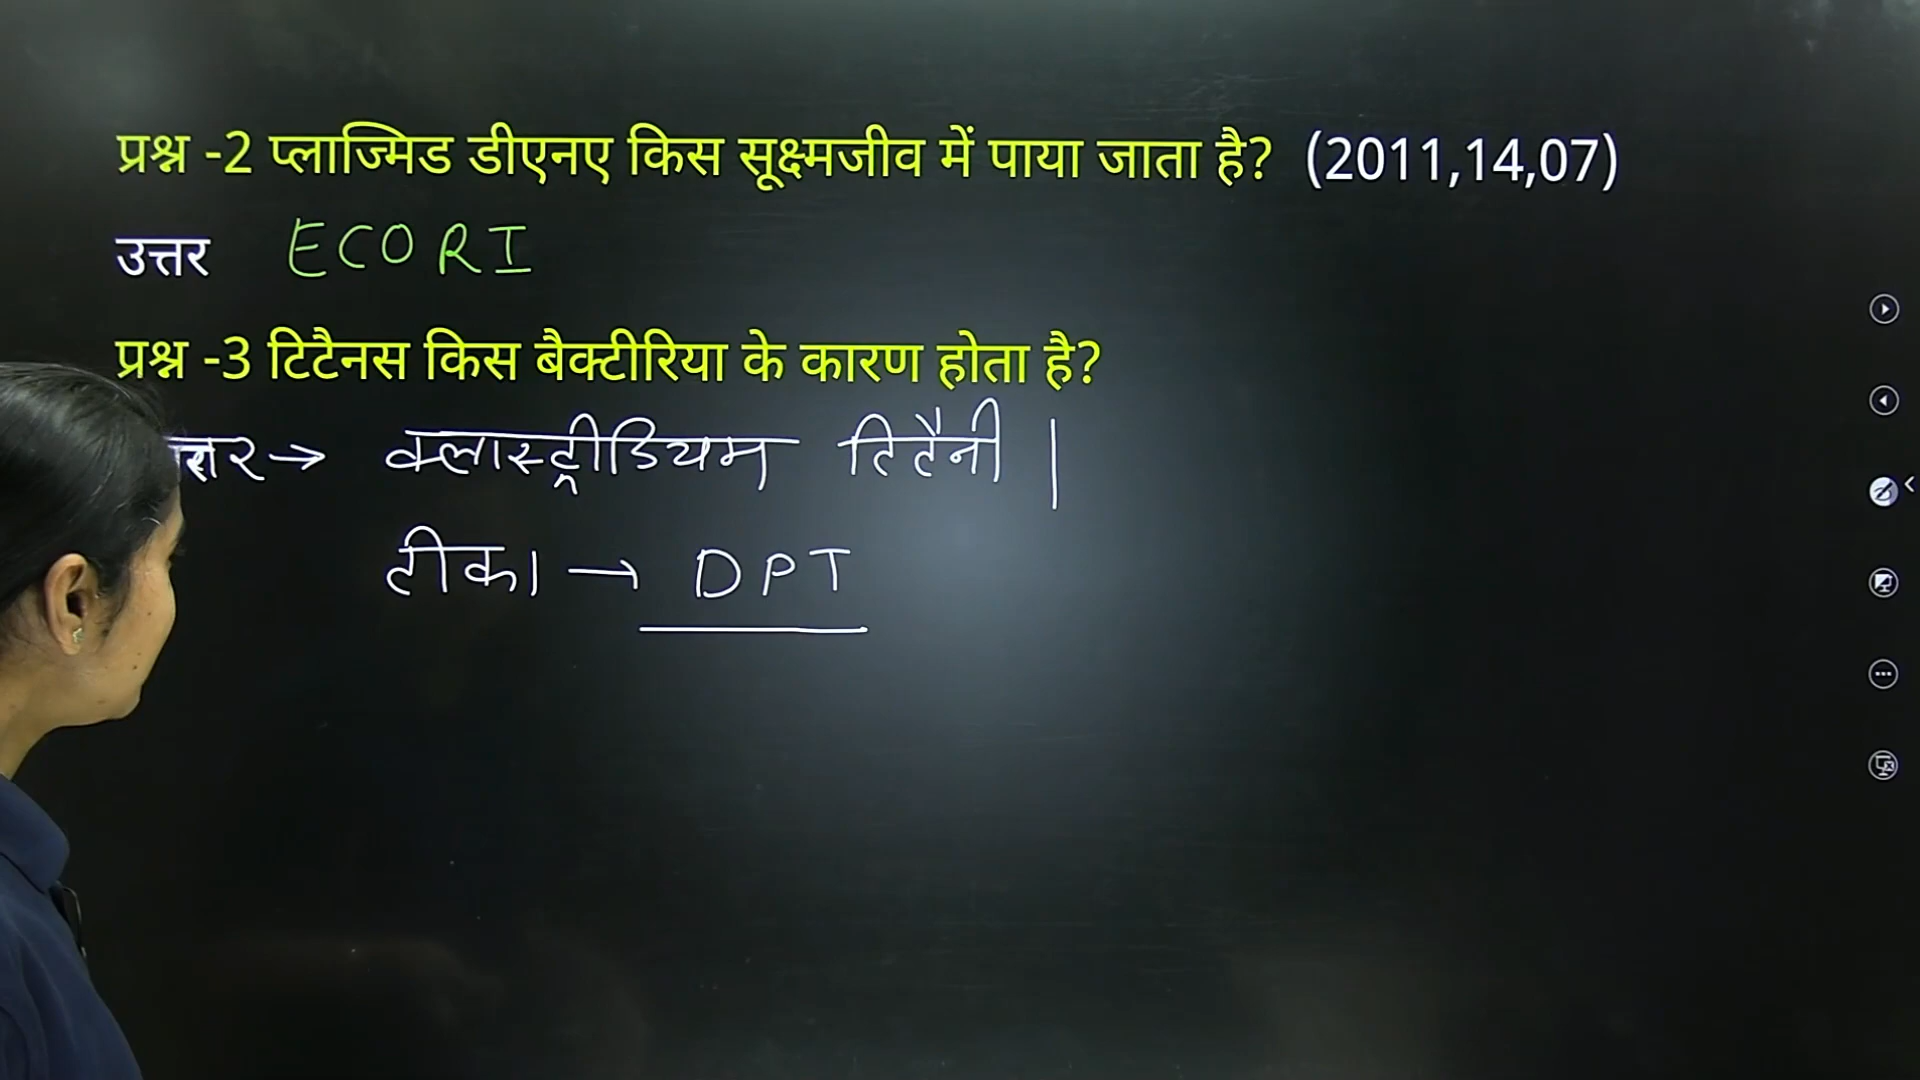 प्रश्न -2 प्लाज्मिड डीएनए किस सूक्ष्मजीव में पाया जाता है? (2011,14,07)
उत्तर ECORI
प्रश्न -3 टिटैनस किस बैक्टीरिया के कारण होता है?
त्तर→ क्लास्ट्रीडियम टिटैनी |
टीका → DPT